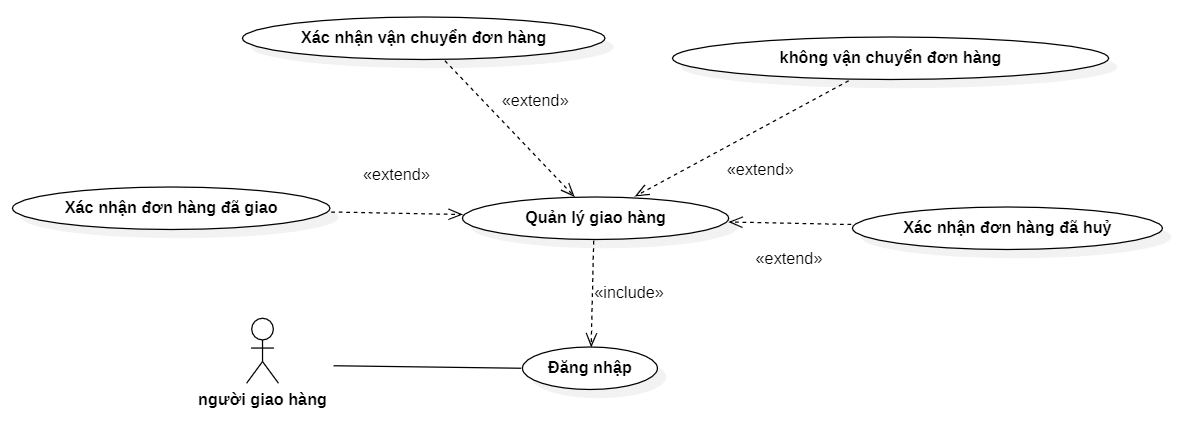 Xác nhận vận chuyển đơn hàng
không vận chuyển đơn hàng
«extend»
«extend»
«extend»
Xác nhận đơn hàng đã giao
Quản lý giao hàng
Xác nhận đơn hàng đã huỷ
«extend»
«include»
Đăng nhập
người giao hàng